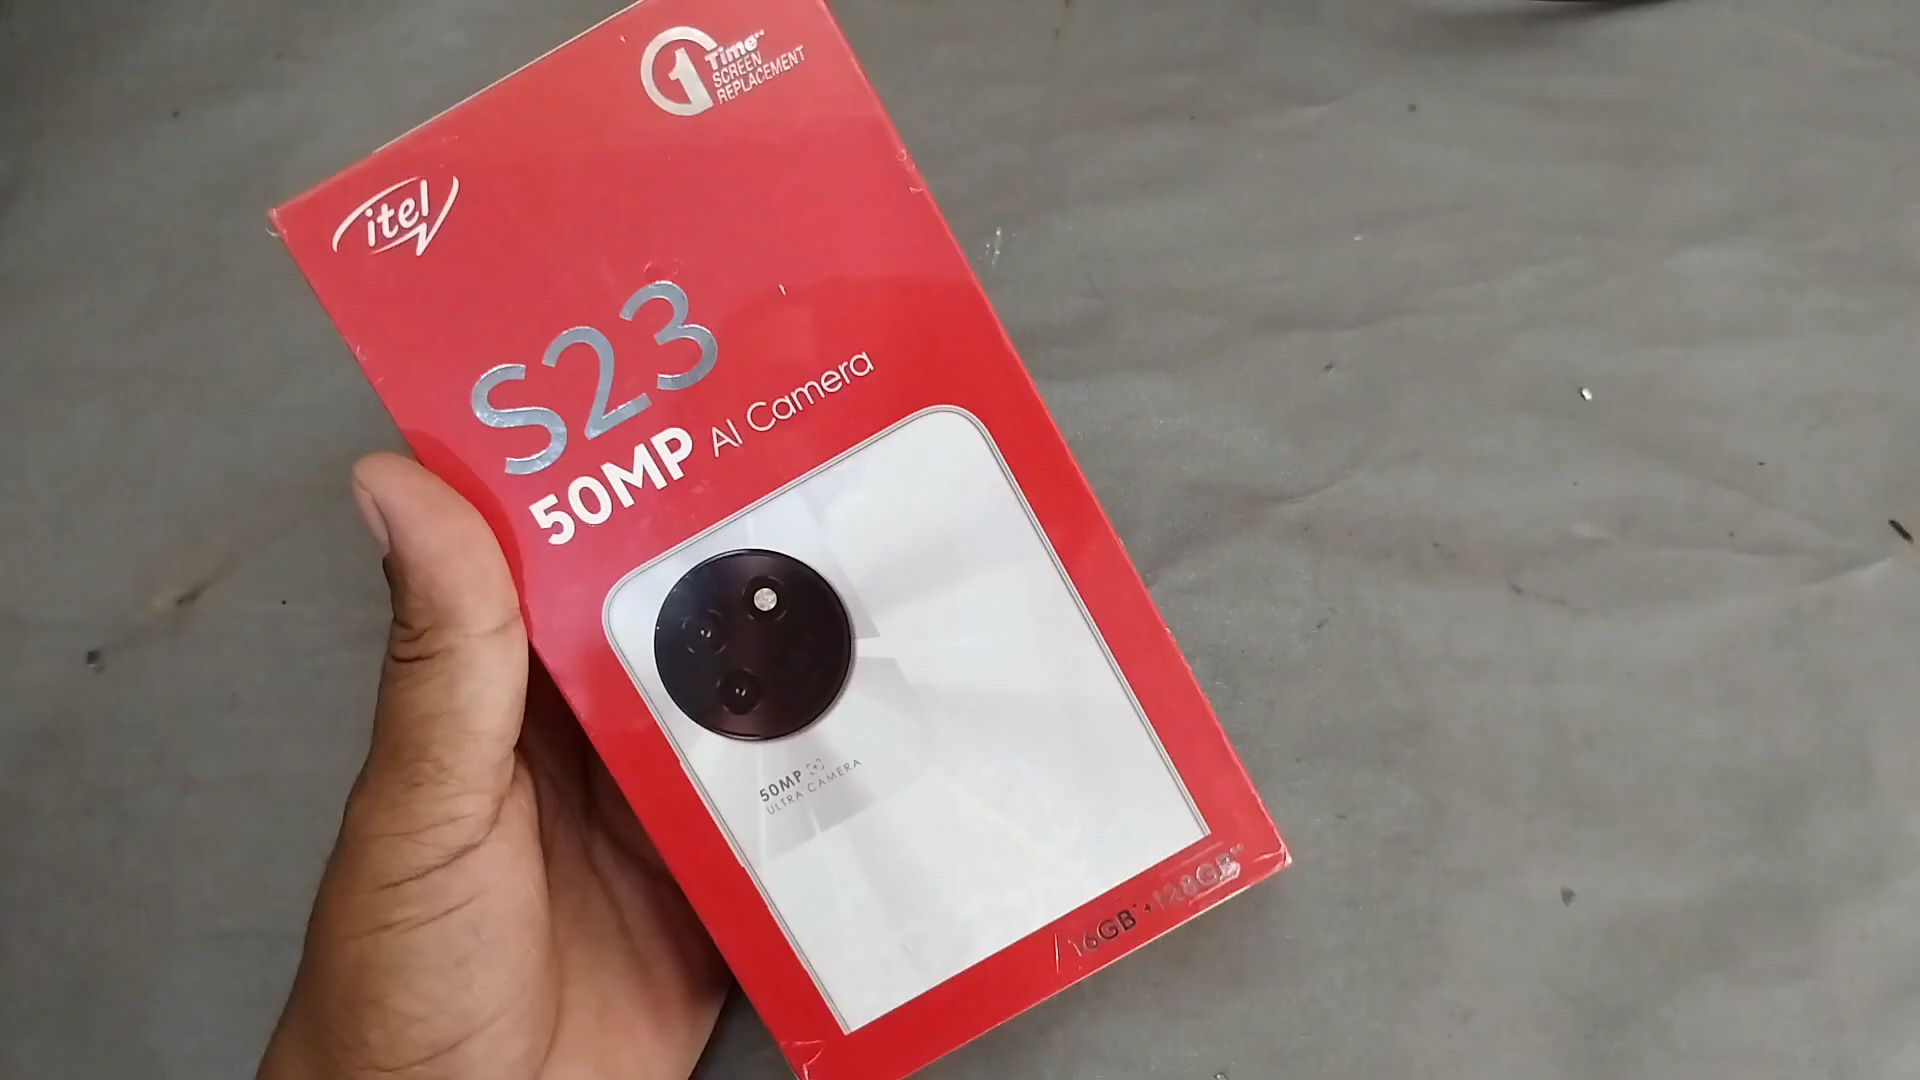 1 Time**
SCREEN
REPLACEMENT
itel
S23
50MP AI Camera
50MP
ULTRA CAMERA
16GB*+128GB**